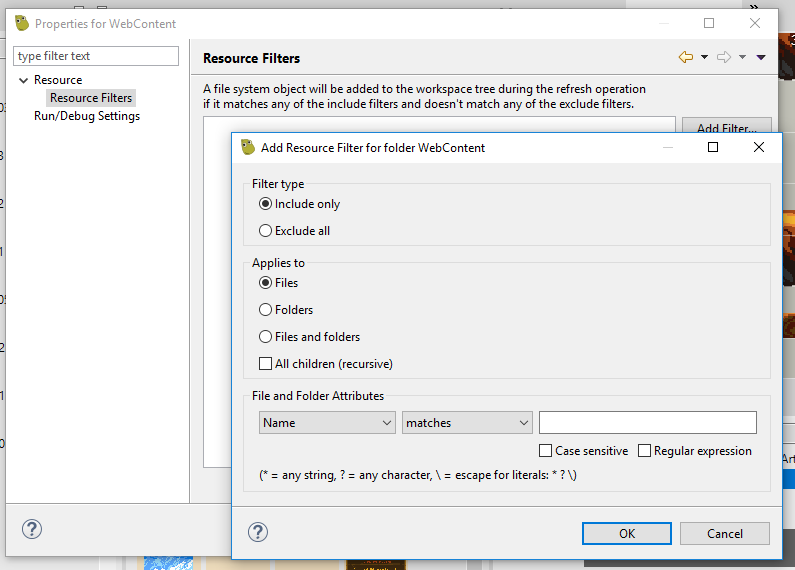 Properties for WebContent
type filter text
Resource
Resource Filters
Run/Debug Settings
Resource Filters
A file system object will be added to the workspace tree during the refresh operation
if it matches any of the include filters and doesn't match any of the exclude filters.
Add Filter...
Add Resource Filter for folder WebContent
Filter type
Include only
Exclude all
Applies to
Files
Folders
Files and folders
All children (recursive)
File and Folder Attributes
Name
matches
Case sensitive
Regular expression
(* = any string, ? = any character, \ = escape for literals: * ? \)
OK
Cancel